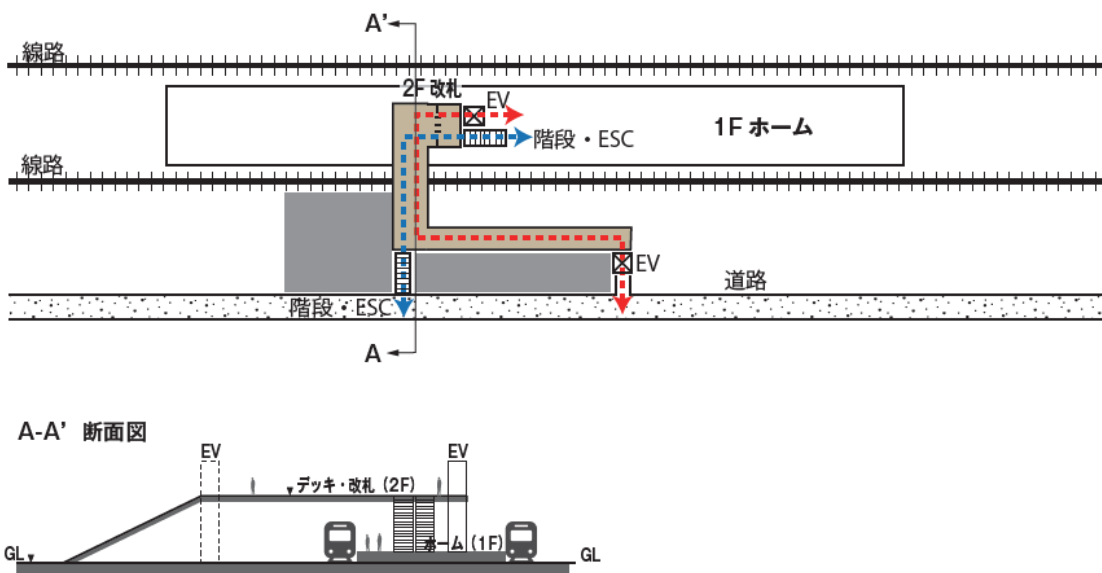 A'
線路
2F 改札
EV
1F ホーム
階段・ESC
線路
EV
道路
階段・ESC
A
A-A' 断面図
EV
EV
デッキ・改札（2F）
ホーム（1F）
GL
GL